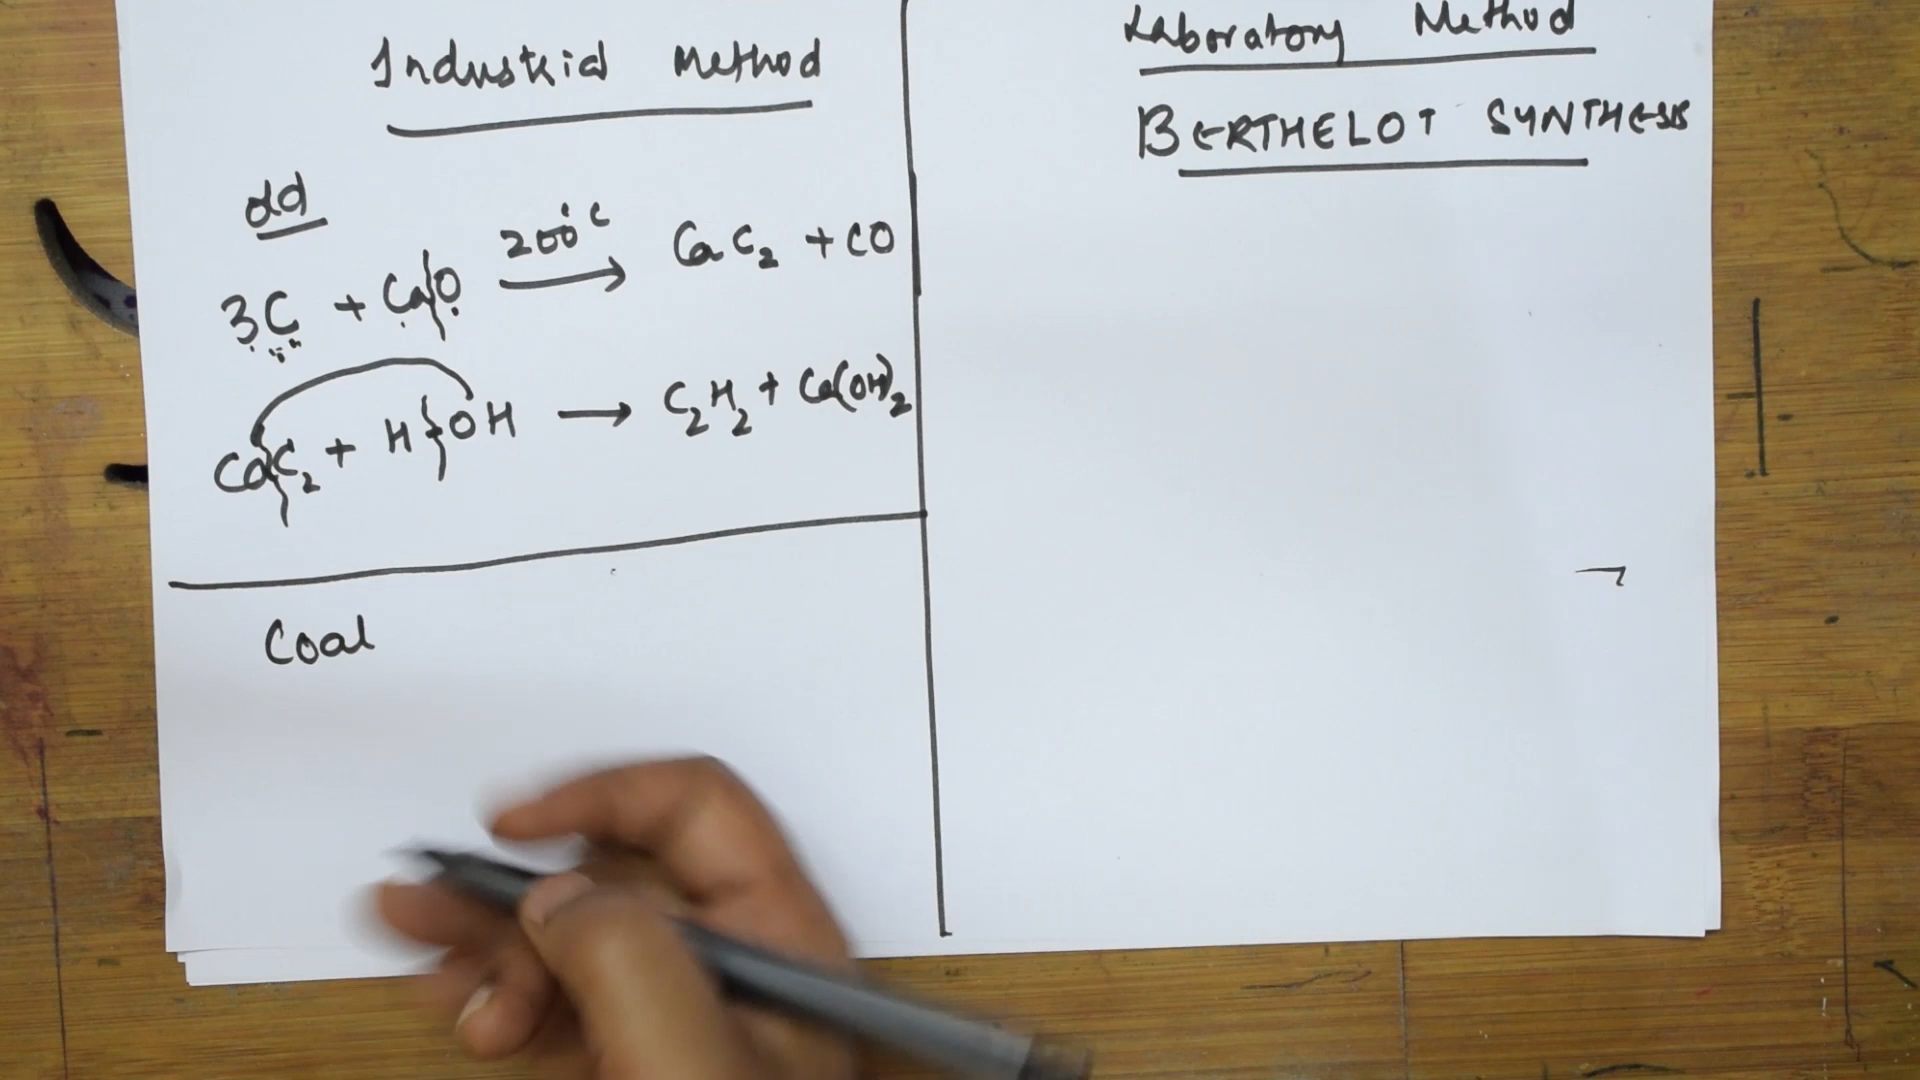 Industrial Method
old
3C + CaO 200°C → CaC₂ + CO
CaC₂ + H OH → C₂H₂ + Ca(OH)₂
Coal
Laboratory Method
BERTHELOT SYNTHESIS